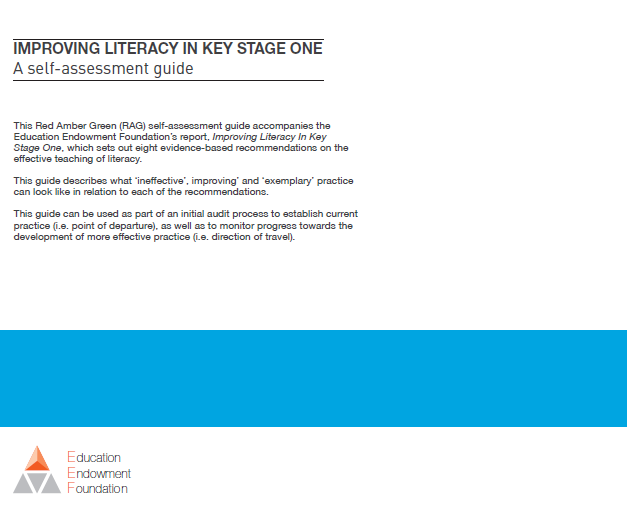 IMPROVING LITERACY IN KEY STAGE ONE
A self-assessment guide
This Red Amber Green (RAG) self-assessment guide accompanies the
Education Endowment Foundation's report, Improving Literacy In Key
Stage One, which sets out eight evidence-based recommendations on the
effective teaching of literacy.
This guide describes what 'ineffective', improving' and 'exemplary' practice
can look like in relation to each of the recommendations.
This guide can be used as part of an initial audit process to establish current
practice (i.e. point of departure), as well as to monitor progress towards the
development of more effective practice (i.e. direction of travel).
Education
Endowment
Foundation